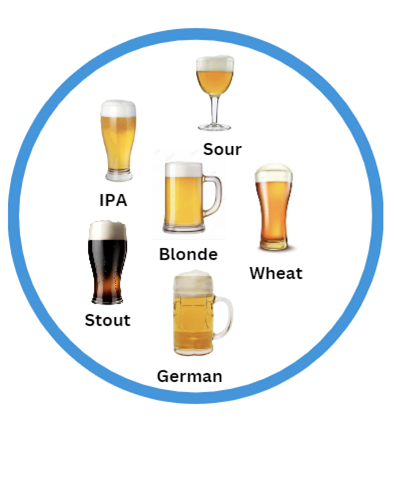 Sour
IPA
Blonde
Wheat
Stout
German